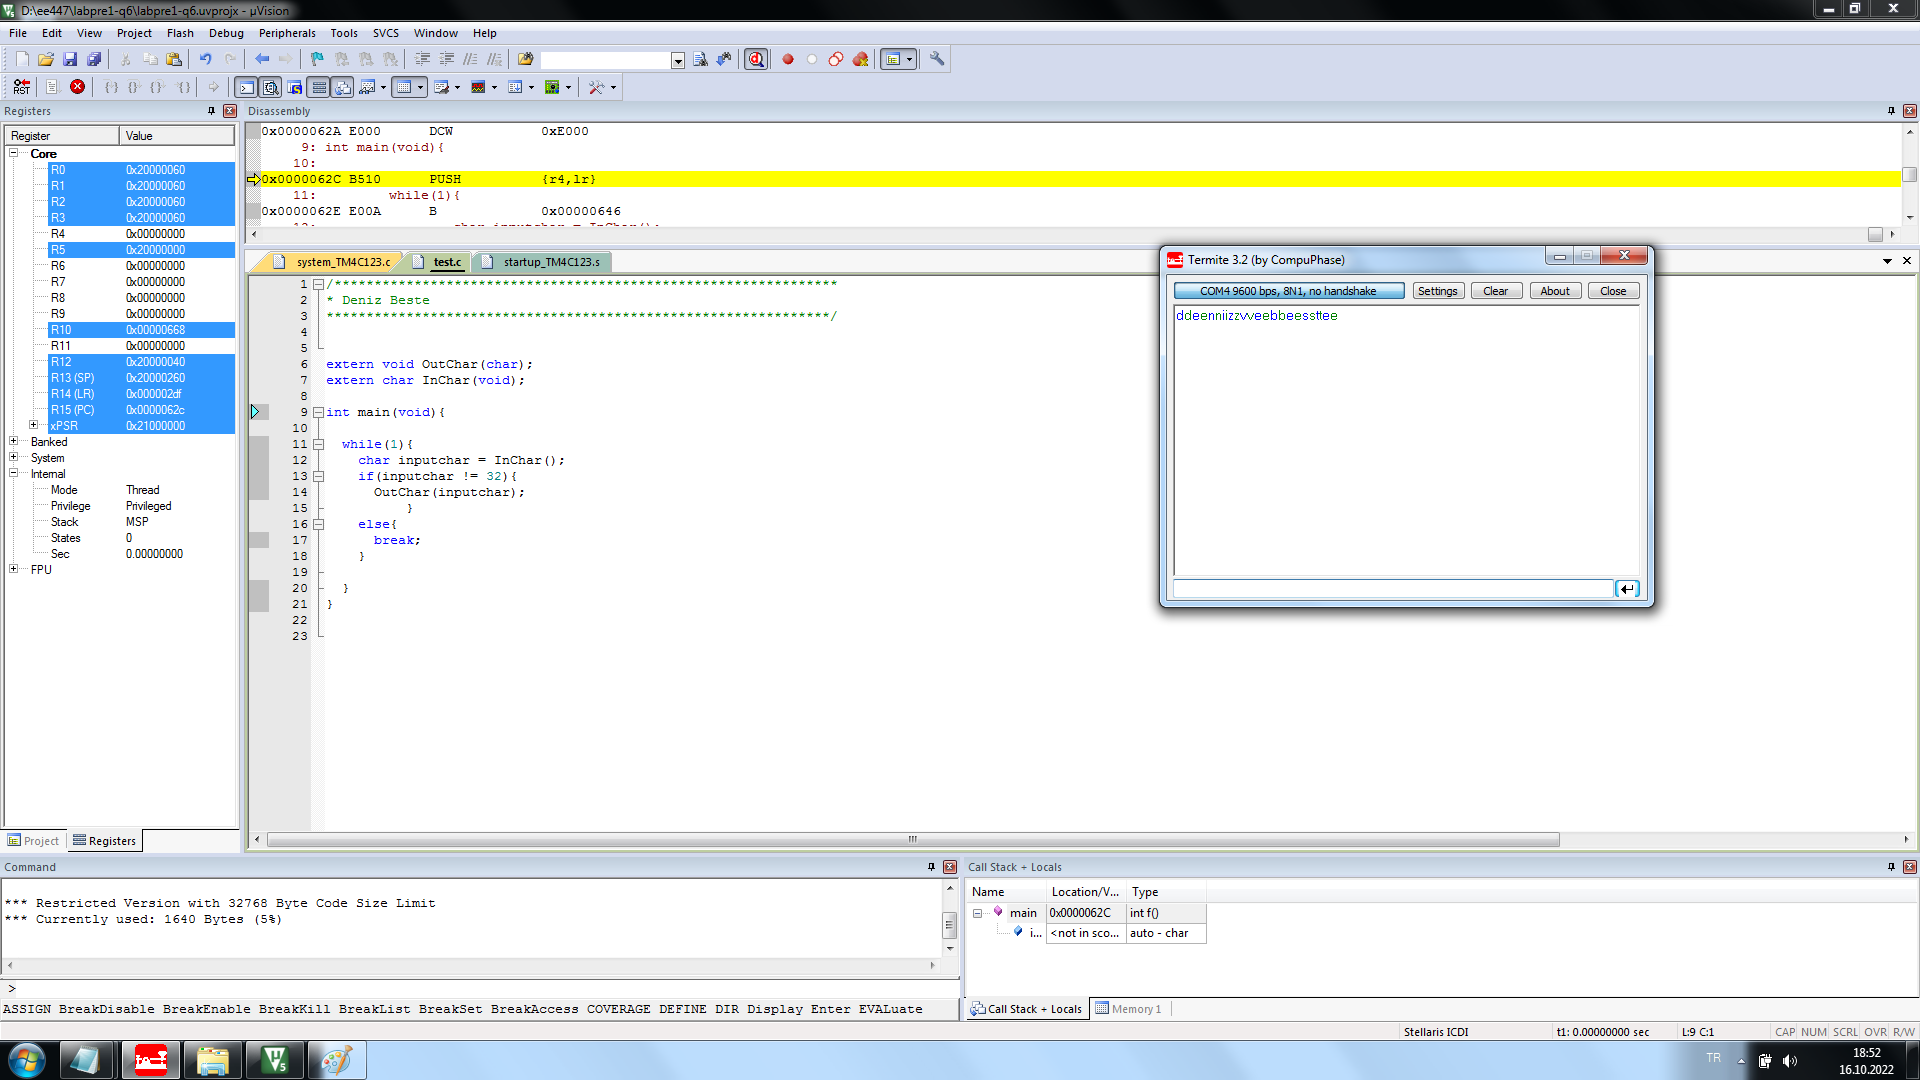 D:\ee447\labpre1-q6\labpre1-q6.uvprojx - µVision
File Edit View Project Flash Debug Peripherals Tools SVCS Window Help
Registers
Register Value
Core
R0 0x20000060
R1 0x20000060
R2 0x20000060
R3 0x20000060
R4 0x00000000
R5 0x20000000
R6 0x00000000
R7 0x00000000
R8 0x00000000
R9 0x00000000
R10 0x00000668
R11 0x00000000
R12 0x20000040
R13 (SP) 0x20000260
R14 (LR) 0x000002df
R15 (PC) 0x0000062c
xPSR 0x21000000
Banked
System
Internal
Mode Thread
Privilege Privileged
Stack MSP
States 0
Sec 0.00000000
FPU
Project Registers
Disassembly
0x0000062A E000 DCW 0xE000
9: int main(void){
10:
0x0000062C B510 PUSH {r4,lr}
11: while(1){
0x0000062E E00A B 0x00000646
12: char inputchar = InChar();
system_TM4C123.c test.c startup_TM4C123.s
1 /**************************************************************
2 * Deniz Beste
3 **************************************************************/
4
5
6 extern void OutChar(char);
7 extern char InChar(void);
8
9 int main(void){
10
11 while(1){
12 char inputchar = InChar();
13 if(inputchar != 32){
14 OutChar(inputchar);
15 }
16 else{
17 break;
18 }
19
20 }
21 }
22
23
Termite 3.2 (by CompuPhase)
COM4 9600 bps, 8N1, no handshake Settings Clear About Close
ddeenniizzvveebbeessttee
Command
*** Restricted Version with 32768 Byte Code Size Limit
*** Currently used: 1640 Bytes (5%)
>
ASSIGN BreakDisable BreakEnable BreakKill BreakList BreakSet BreakAccess COVERAGE DEFINE DIR Display Enter EVALuate
Call Stack + Locals
Name Location/V... Type
main 0x0000062C int f()
i... <not in sco... auto - char
Call Stack + Locals Memory 1
Stellaris ICDI t1: 0.00000000 sec L:9 C:1 CAP NUM SCRL OVR R/W
TR 18:52
16.10.2022